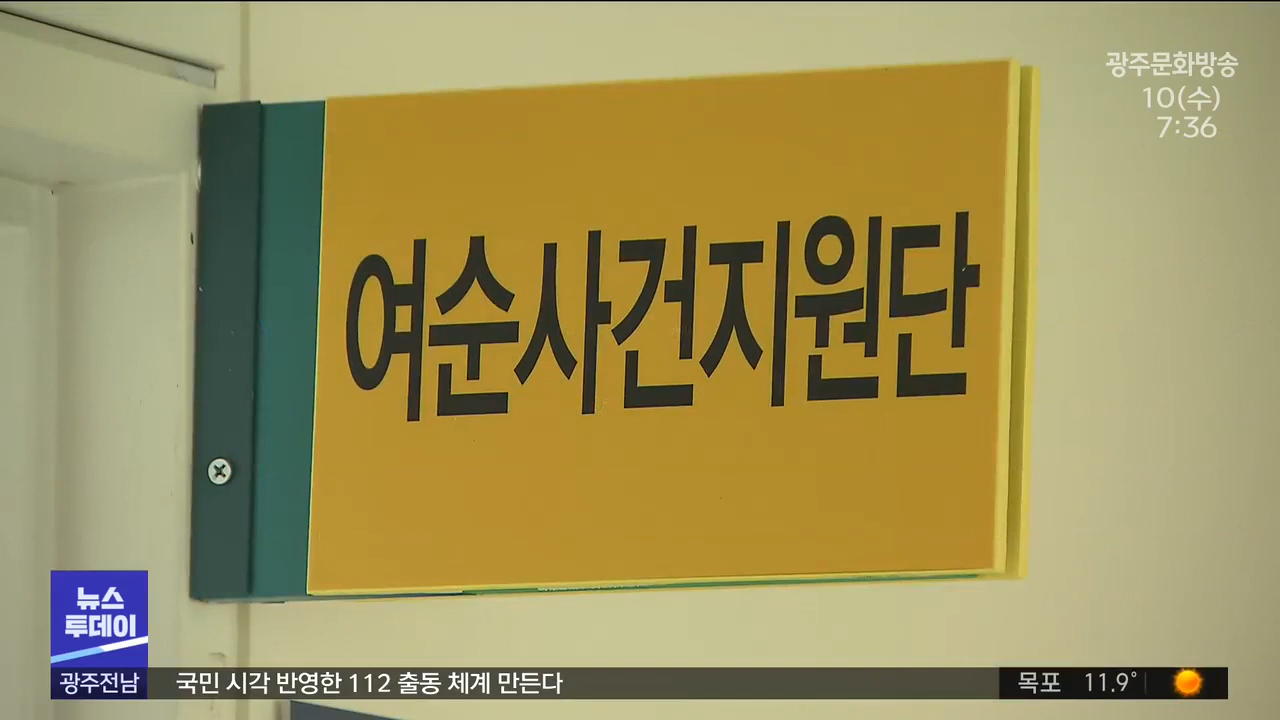 광주문화방송
10(수)
7:36
여순사건지원단
뉴스
투데이
광주전남 국민 시각 반영한 112 출동 체계 만든다 목포 11.9°